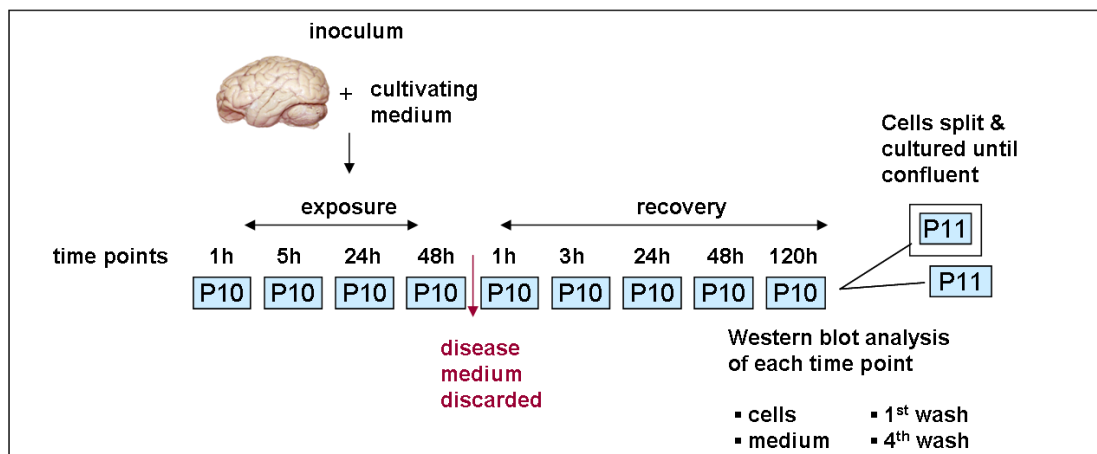 inoculum
+ cultivating
medium
Cells split &
cultured until
confluent
exposure
recovery
P11
time points 1h 5h 24h 48h 1h 3h 24h 48h 120h
P10 P10 P10 P10 P10 P10 P10 P10 P10
P11
disease
medium
discarded
Western blot analysis
of each time point
▪ cells ▪ 1st wash
▪ medium ▪ 4th wash